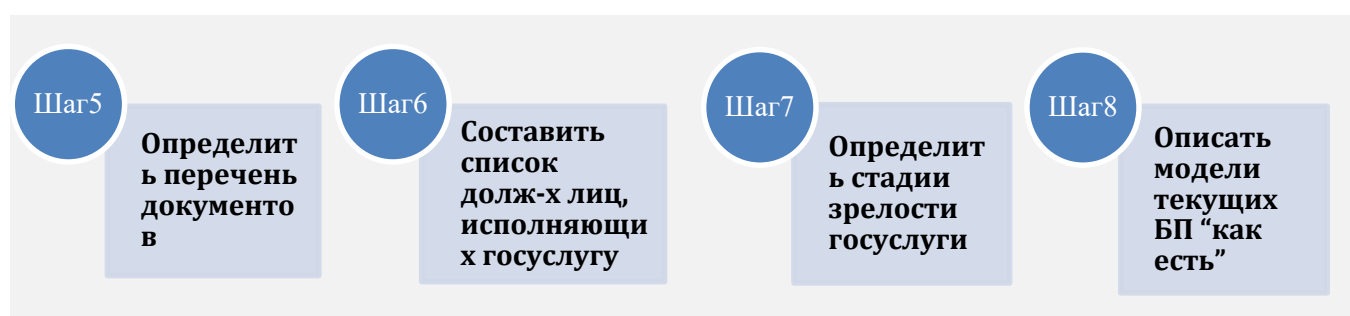 Шаг5
Определит
ь перечень
документо
в
Шаг6
Составить
список
долж-х лиц,
исполняющи
х госуслугу
Шаг7
Определит
ь стадии
зрелости
госуслуги
Шаг8
Описать
модели
текущих
БП “как
есть”